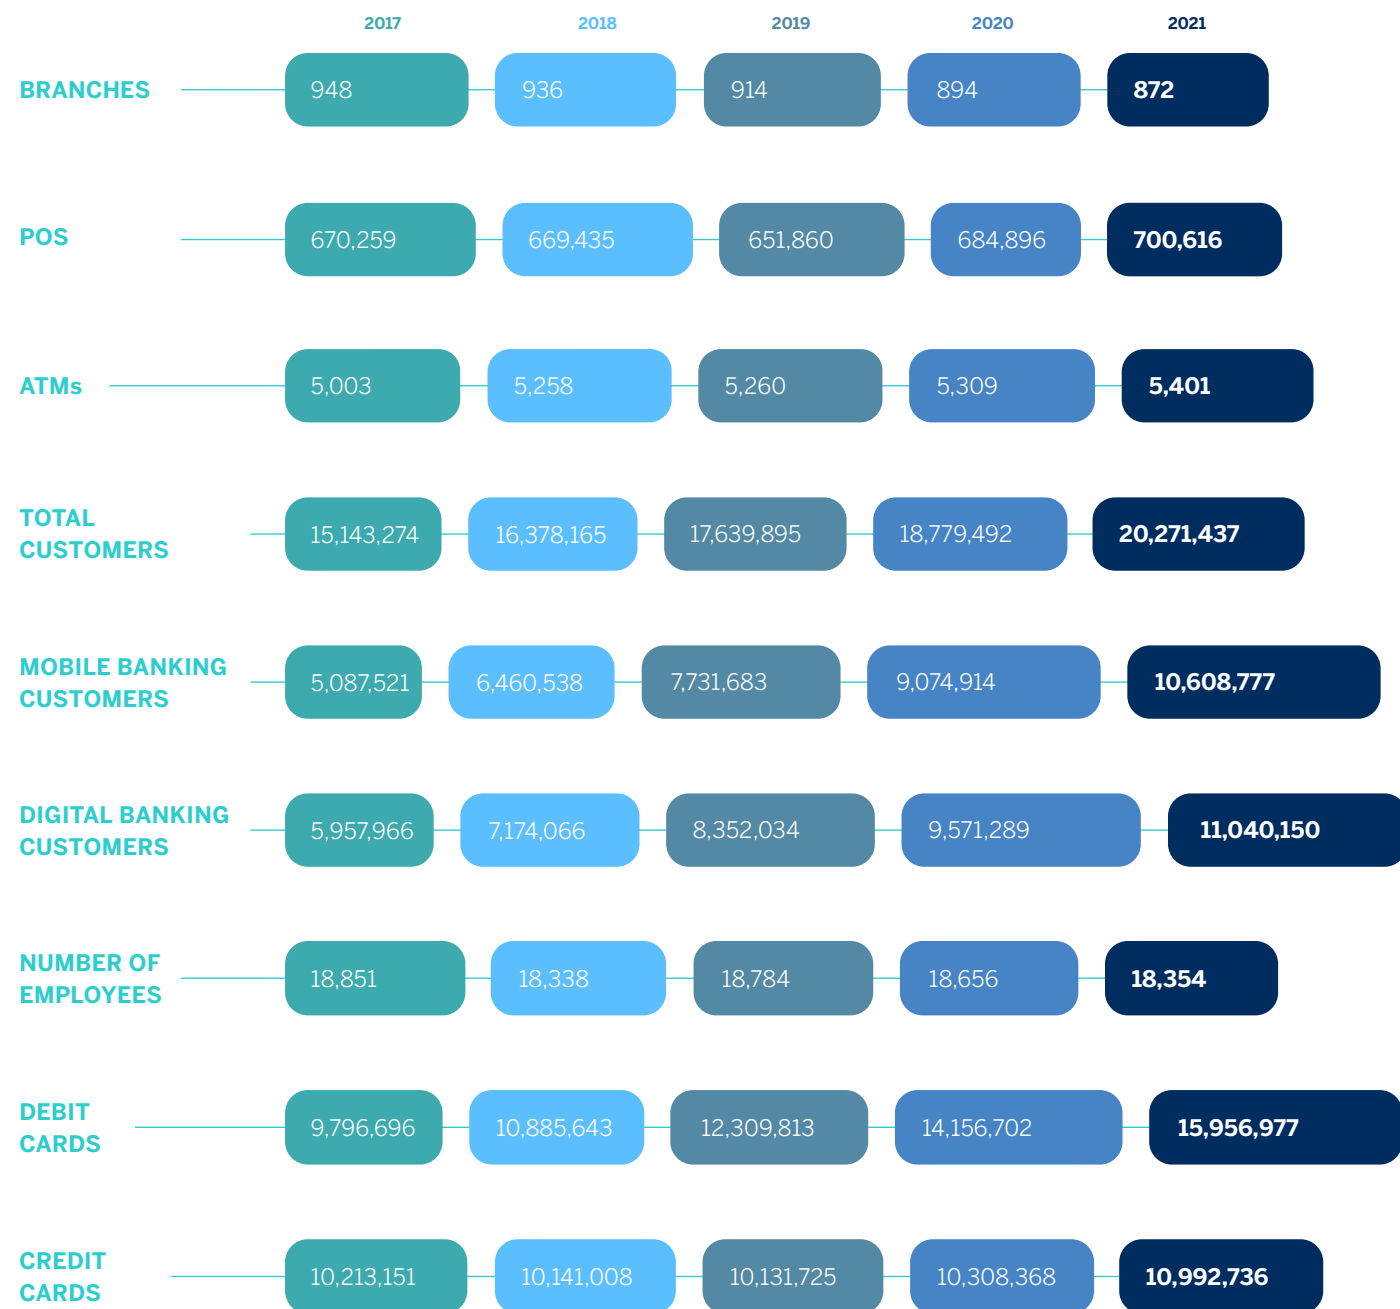 2017 2018 2019 2020 2021
BRANCHES 948 936 914 894 872
POS 670,259 669,435 651,860 684,896 700,616
ATMs 5,003 5,258 5,260 5,309 5,401
TOTAL
CUSTOMERS 15,143,274 16,378,165 17,639,895 18,779,492 20,271,437
MOBILE BANKING
CUSTOMERS 5,087,521 6,460,538 7,731,683 9,074,914 10,608,777
DIGITAL BANKING
CUSTOMERS 5,957,966 7,174,066 8,352,034 9,571,289 11,040,150
NUMBER OF
EMPLOYEES 18,851 18,338 18,784 18,656 18,354
DEBIT
CARDS 9,796,696 10,885,643 12,309,813 14,156,702 15,956,977
CREDIT
CARDS 10,213,151 10,141,008 10,131,725 10,308,368 10,992,736